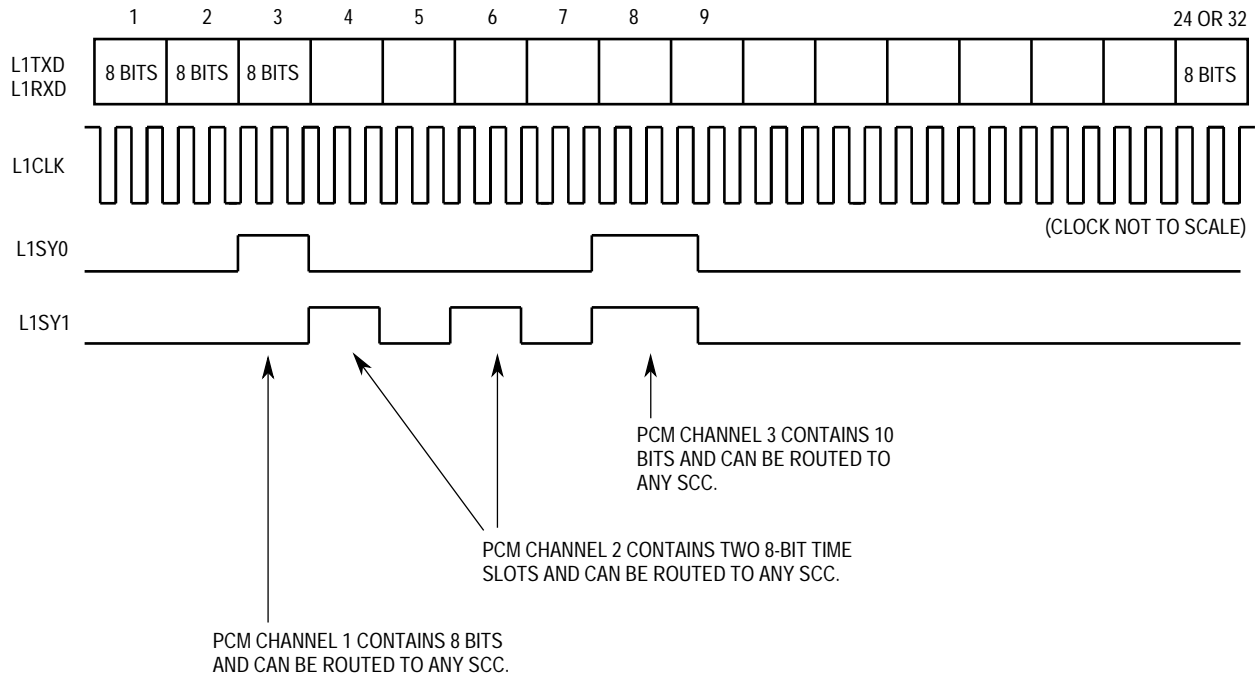 1 2 3 4 5 6 7 8 9 24 OR 32
L1TXD
L1RXD
8 BITS 8 BITS 8 BITS 8 BITS
L1CLK
(CLOCK NOT TO SCALE)
L1SY0
L1SY1
PCM CHANNEL 3 CONTAINS 10
BITS AND CAN BE ROUTED TO
ANY SCC.
PCM CHANNEL 2 CONTAINS TWO 8-BIT TIME
SLOTS AND CAN BE ROUTED TO ANY SCC.
PCM CHANNEL 1 CONTAINS 8 BITS
AND CAN BE ROUTED TO ANY SCC.